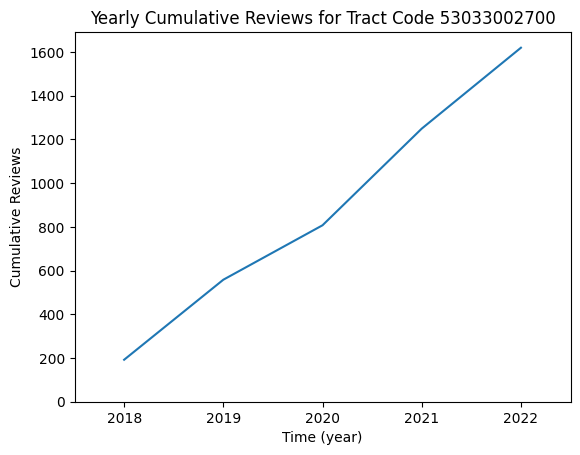 Yearly Cumulative Reviews for Tract Code 53033002700
Cumulative Reviews
1600
1400
1200
1000
800
600
400
200
0
2018 2019 2020 2021 2022
Time (year)